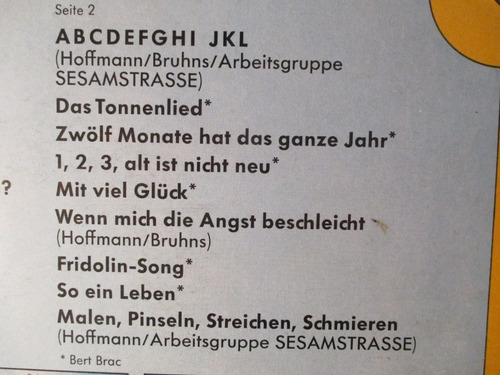 Seite 2
ABCDEFGHI JKL
(Hoffmann/Bruhns/Arbeitsgruppe
SESAMSTRASSE)
Das Tonnenlied*
Zwölf Monate hat das ganze Jahr*
1, 2, 3, alt ist nicht neu*
?
Mit viel Glück*
Wenn mich die Angst beschleicht
(Hoffmann/Bruhns)
Fridolin-Song*
So ein Leben*
Malen, Pinseln, Streichen, Schmieren
(Hoffmann/Arbeitsgruppe SESAMSTRASSE)
* Bert Brac